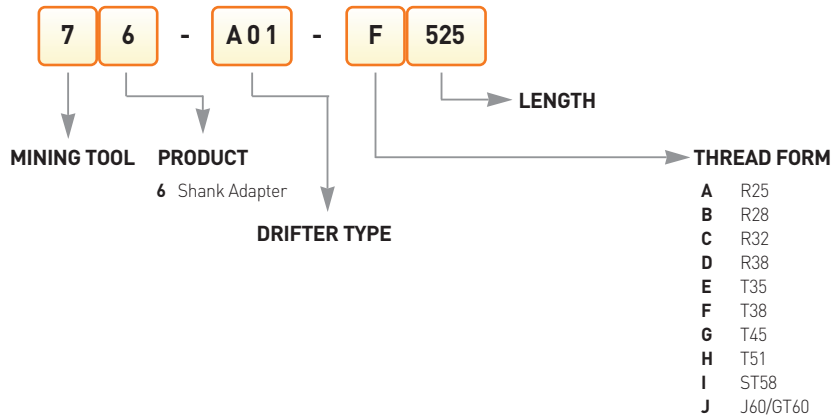 7 6 - A01 - F 525
LENGTH
MINING TOOL PRODUCT THREAD FORM
6 Shank Adapter
DRIFTER TYPE
A R25
B R28
C R32
D R38
E T35
F T38
G T45
H T51
I ST58
J J60/GT60